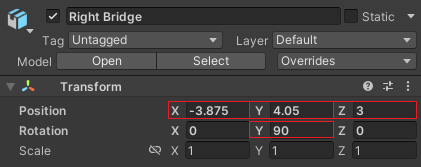 Right Bridge Static
Tag Untagged Layer Default
Model Open Select Overrides
Transform
Position X -3.875 Y 4.05 Z 3
Rotation X 0 Y 90 Z 0
Scale X 1 Y 1 Z 1